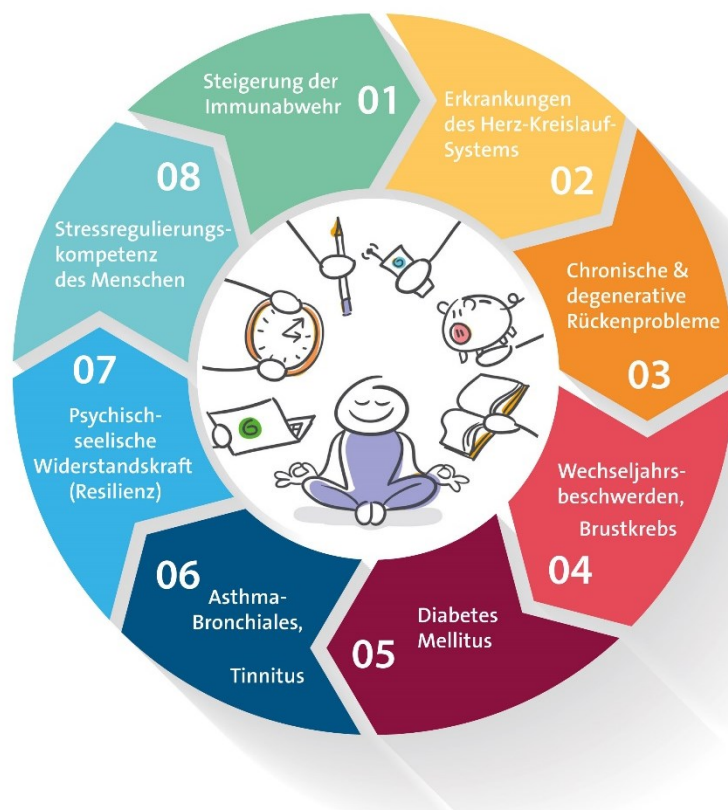 Steigerung der
Immunabwehr
01
Erkrankungen
des Herz-Kreislauf-
Systems
02
Chronische &
degenerative
Rückenprobleme
03
Wechseljahrs-
beschwerden,
Brustkrebs
04
Diabetes
Mellitus
05
06
Asthma-
Bronchiales,
Tinnitus
07
Psychisch-
seelische
Widerstandskraft
(Resilienz)
08
Stressregulierungs-
kompetenz
des Menschen